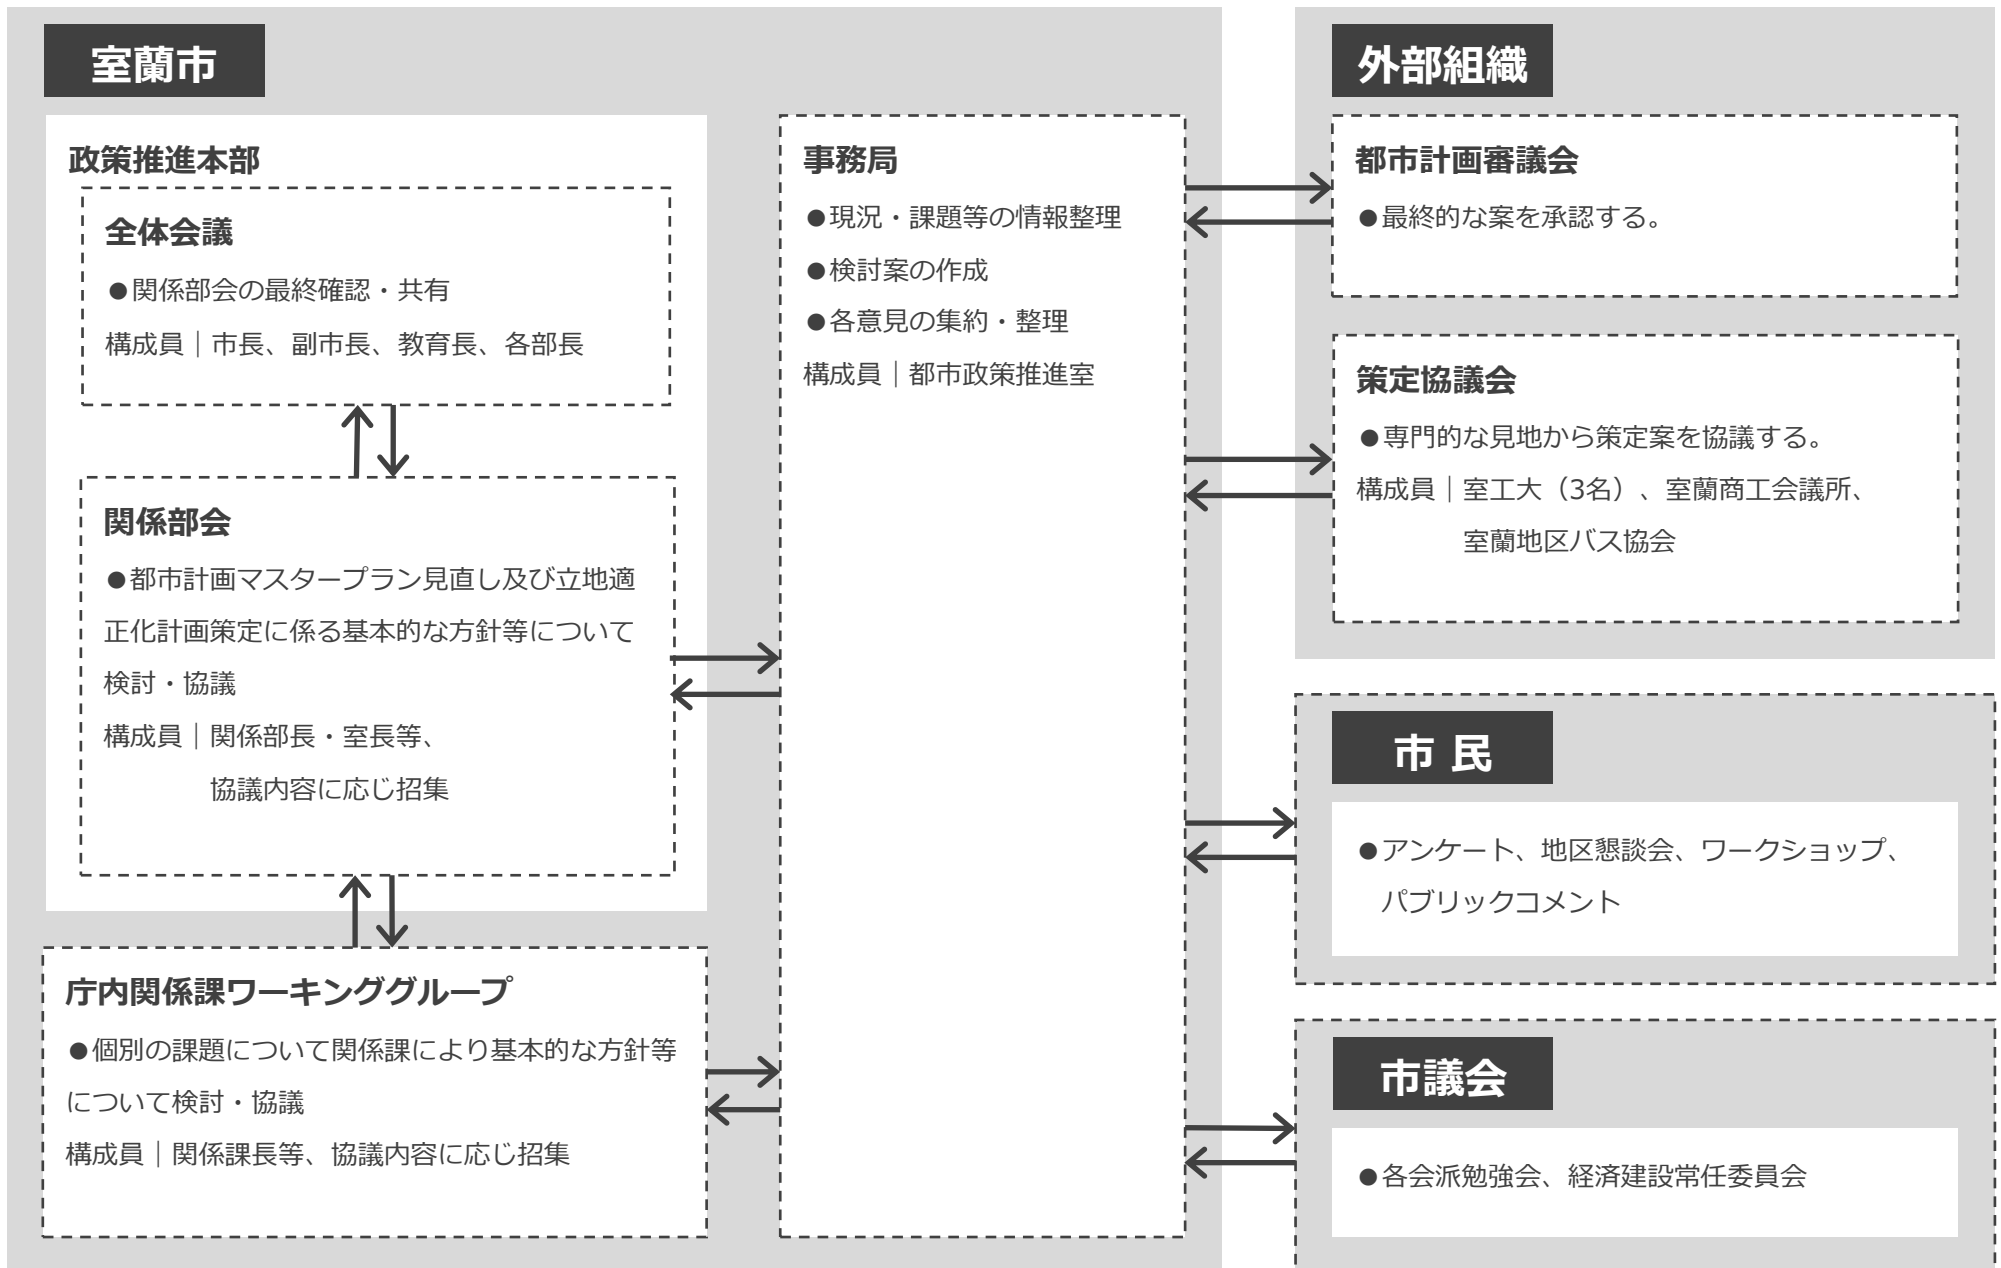 室蘭市
政策推進本部
全体会議
●関係部会の最終確認・共有
構成員｜市長、副市長、教育長、各部長
関係部会
●都市計画マスタープラン見直し及び立地適
正化計画策定に係る基本的な方針等について
検討・協議
構成員｜関係部長・室長等、
協議内容に応じ招集
庁内関係課ワーキンググループ
●個別の課題について関係課により基本的な方針等
について検討・協議
構成員｜関係課長等、協議内容に応じ招集
事務局
●現況・課題等の情報整理
●検討案の作成
●各意見の集約・整理
構成員｜都市政策推進室
外部組織
都市計画審議会
●最終的な案を承認する。
策定協議会
●専門的な見地から策定案を協議する。
構成員｜室工大（3名）、室蘭商工会議所、
室蘭地区バス協会
市 民
●アンケート、地区懇談会、ワークショップ、
パブリックコメント
市議会
●各会派勉強会、経済建設常任委員会